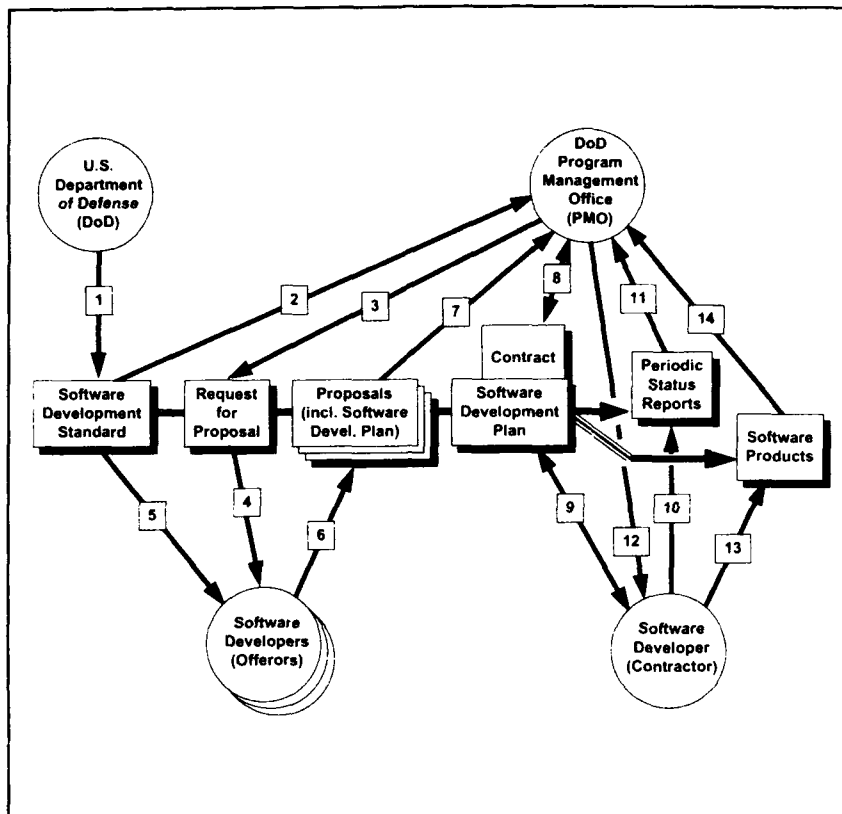 U.S.
Department
of Defense
(DoD)
DoD
Program
Management
Office
(PMO)
1
2
3
7
8
11
14
Software
Development
Standard
Request
for
Proposal
Proposals
(incl. Software
Devel. Plan)
Contract
Software
Development
Plan
Periodic
Status
Reports
Software
Products
5
4
6
9
12
10
13
Software
Developers
(Offerors)
Software
Developer
(Contractor)